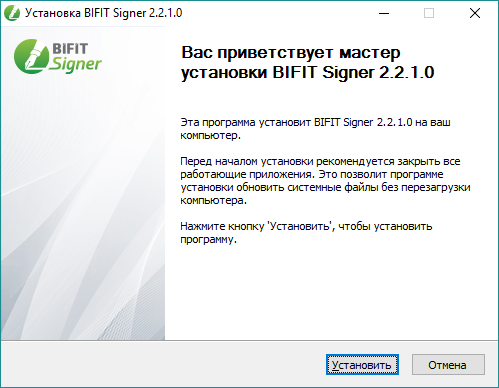 Установка BIFIT Signer 2.2.1.0
BIFIT
Signer
Вас приветствует мастер
установки BIFIT Signer 2.2.1.0
Эта программа установит BIFIT Signer 2.2.1.0 на ваш
компьютер.
Перед началом установки рекомендуется закрыть все
работающие приложения. Это позволит программе
установки обновить системные файлы без перезагрузки
компьютера.
Нажмите кнопку 'Установить', чтобы установить
программу.
Установить
Отмена